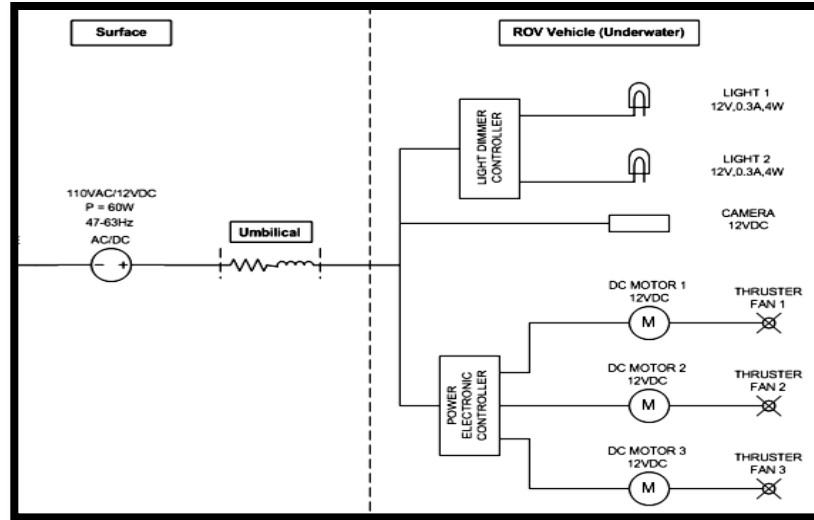 Surface
ROV Vehicle (Underwater)
110VAC/12VDC
P = 60W
47-63Hz
AC/DC
- +
Umbilical
LIGHT DIMMER
CONTROLLER
LIGHT 1
12V,0.3A,4W
LIGHT 2
12V,0.3A,4W
CAMERA
12VDC
POWER
ELECTRONIC
CONTROLLER
DC MOTOR 1
12VDC
M
THRUSTER
FAN 1
DC MOTOR 2
12VDC
M
THRUSTER
FAN 2
DC MOTOR 3
12VDC
M
THRUSTER
FAN 3